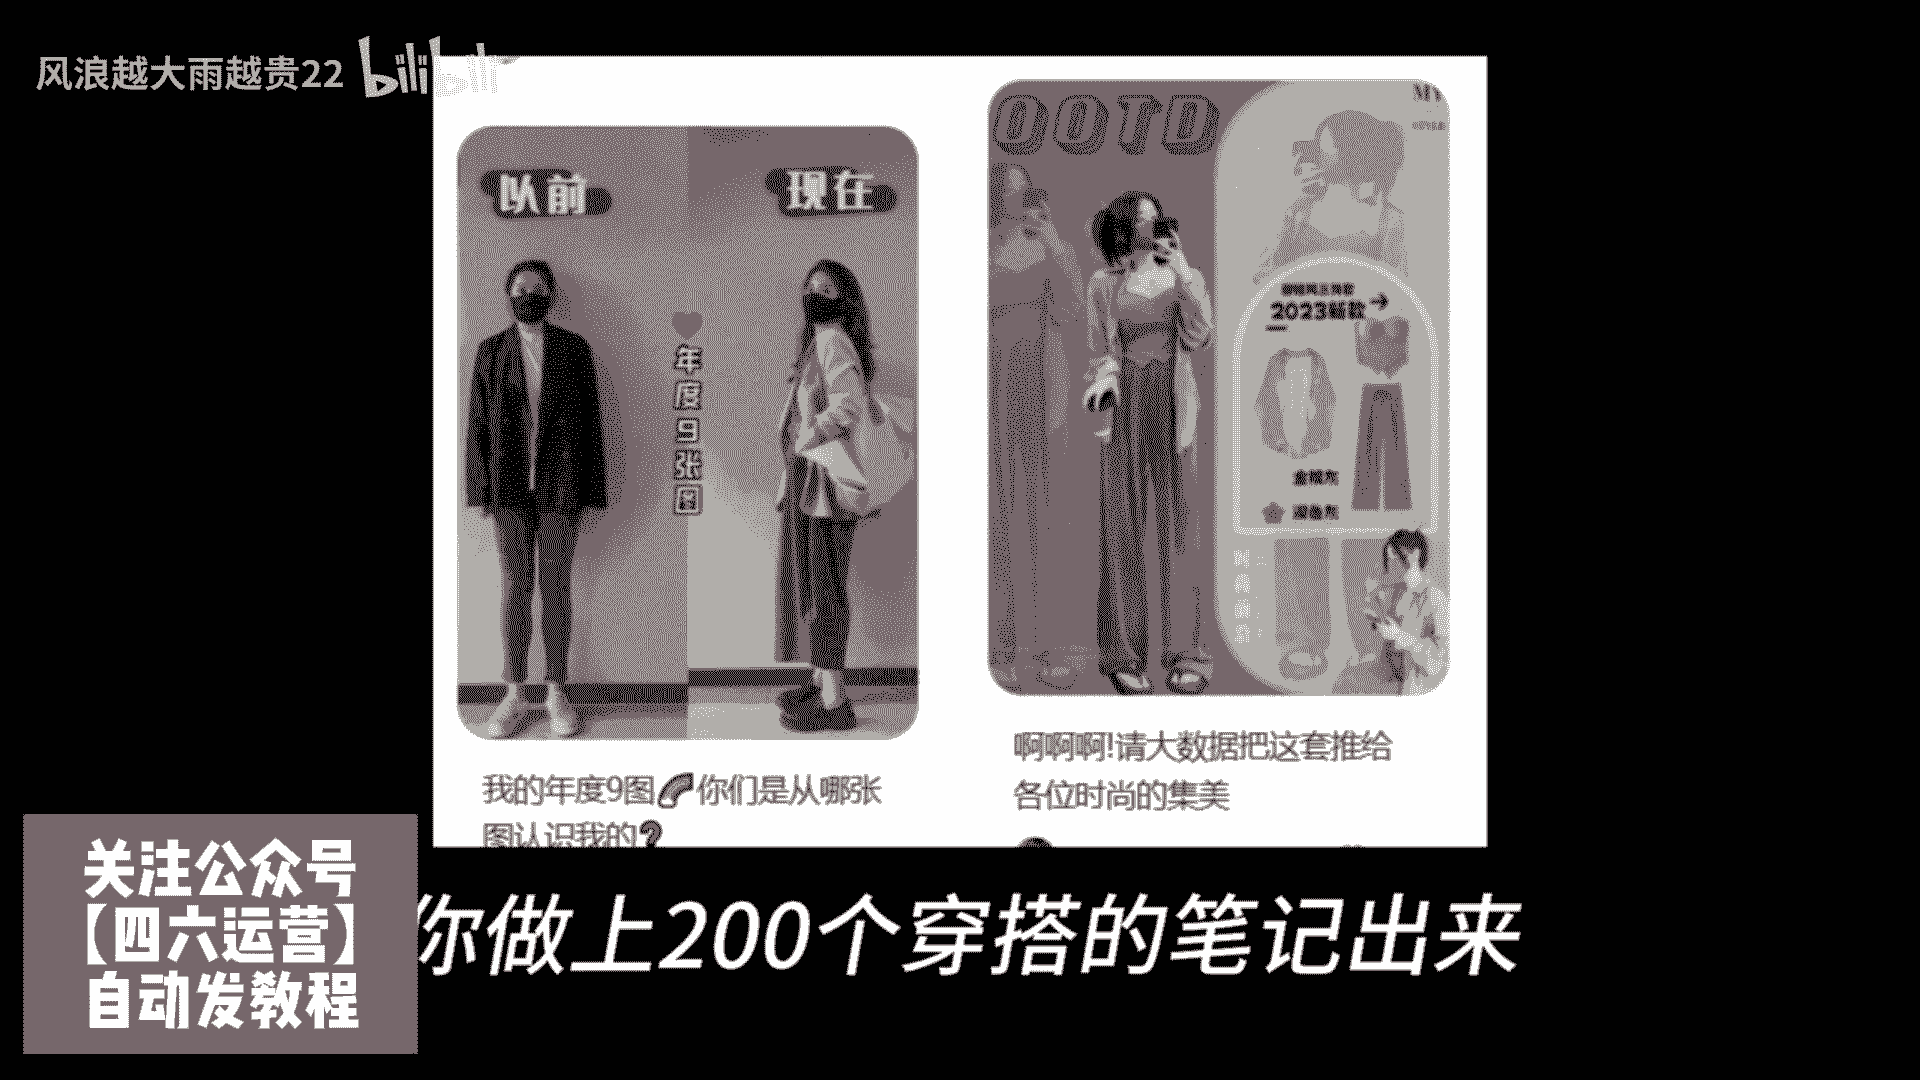 风浪越大雨越贵22
bilibili
以前
现在
年度9张图
我的年度9图🌈你们是从哪张
图认识我的❓
OOTD
MY
2023新款
啊啊啊!请大数据把这套推给
各位时尚的集美
关注公众号
【四六运营】
自动发教程
你做上200个穿搭的笔记出来